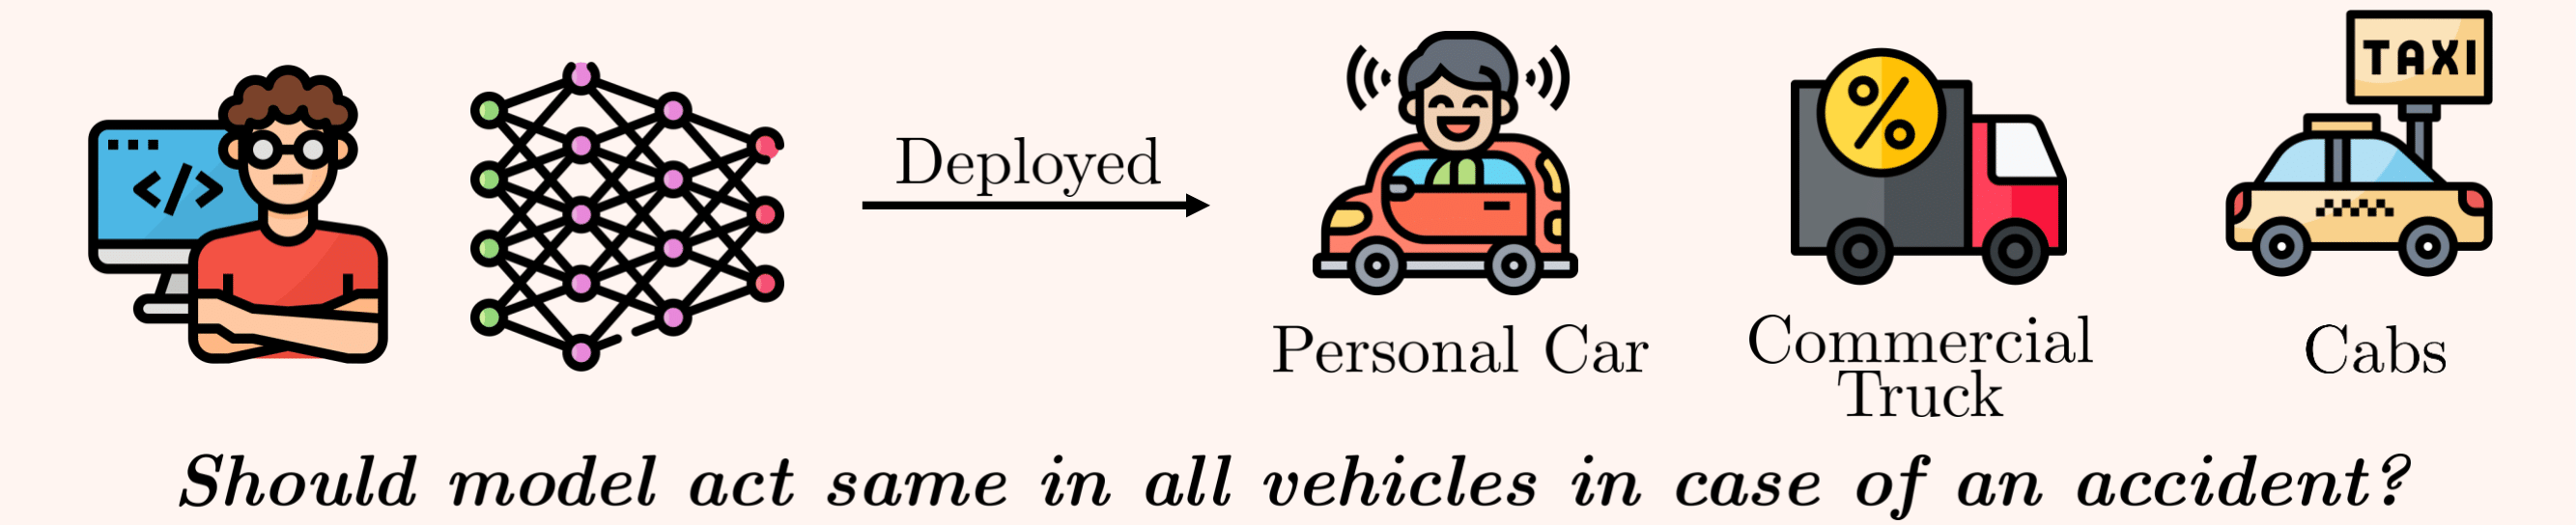 TAXI
</>
%
Deployed
Personal Car
Commercial
Truck
Cabs
Should model act same in all vehicles in case of an accident?